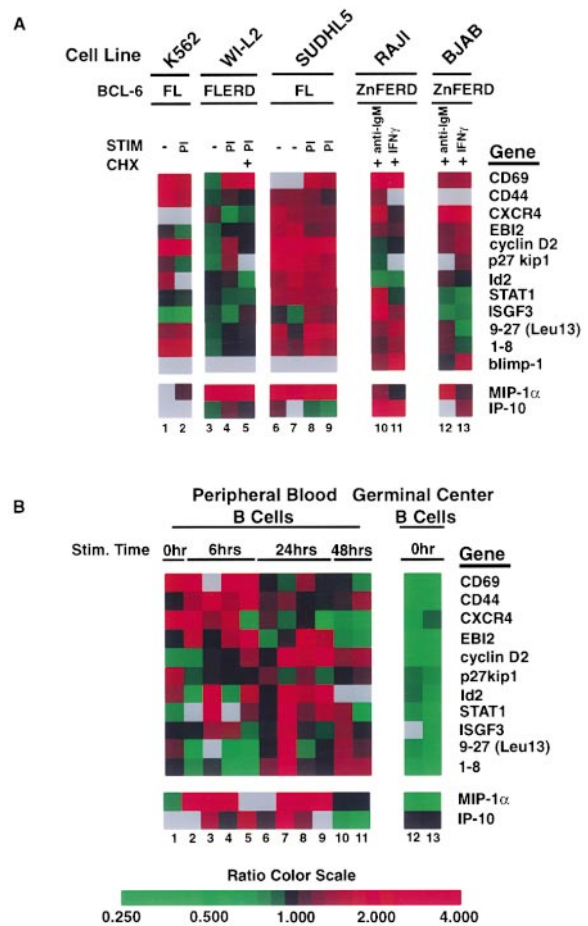 A
Cell Line K562 WI-L2 SUDHL5 RAJI BJAB
BCL-6 FL FLERD FL ZnFERD ZnFERD
STIM - PI - PI PI - - PI PI anti-IgM IFNγ anti-IgM IFNγ
CHX + + + + +
Gene
CD69
CD44
CXCR4
EBI2
cyclin D2
p27 kip1
Id2
STAT1
ISGF3
9-27 (Leu13)
1-8
blimp-1
MIP-1α
IP-10
1 2 3 4 5 6 7 8 9 10 11 12 13
B
Peripheral Blood B Cells
Germinal Center B Cells
Stim. Time 0hr 6hrs 24hrs 48hrs 0hr
Gene
CD69
CD44
CXCR4
EBI2
cyclin D2
p27kip1
Id2
STAT1
ISGF3
9-27 (Leu13)
1-8
MIP-1α
IP-10
1 2 3 4 5 6 7 8 9 10 11 12 13
Ratio Color Scale
0.250 0.500 1.000 2.000 4.000